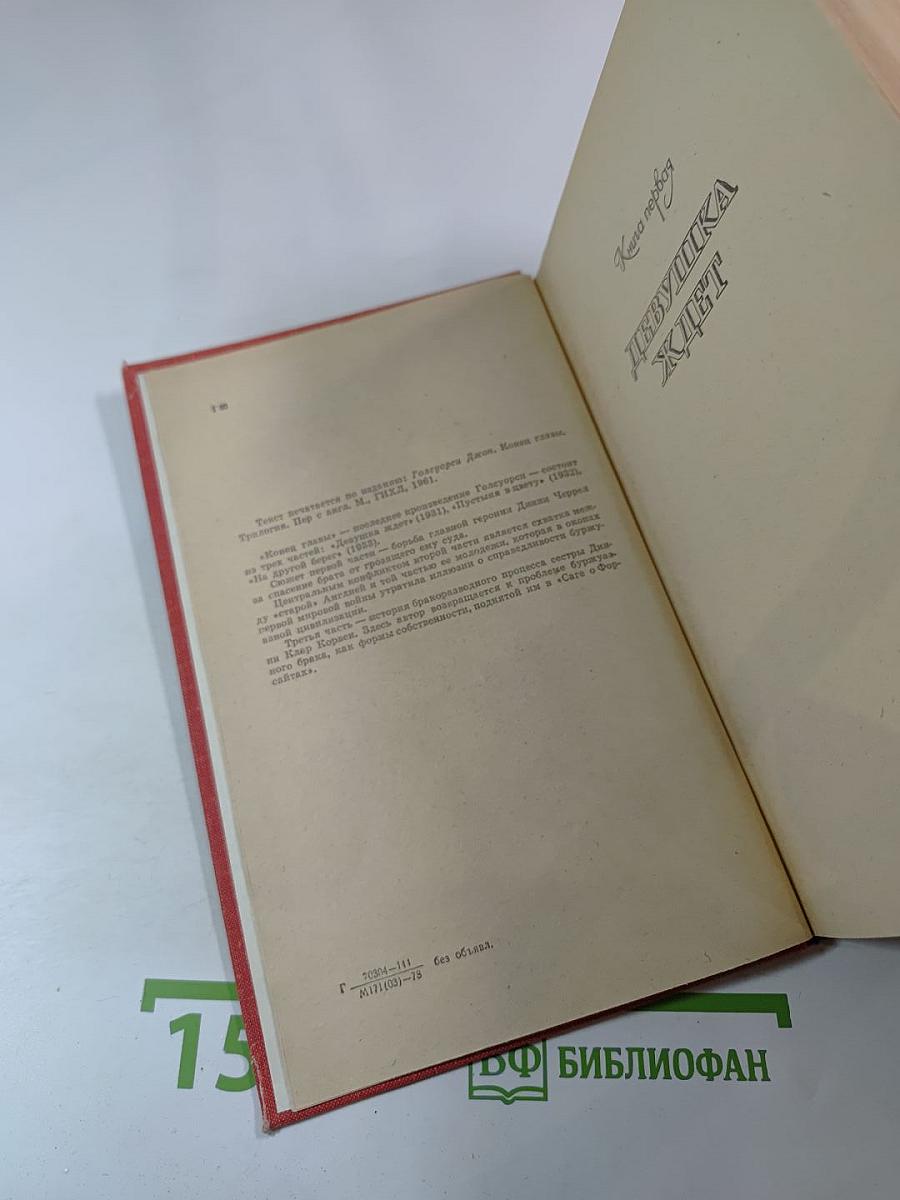 Текст печатается по изданию: Голсуорси Джон. Конец главы.
Трилогия. Пер с англ. М., ГИХЛ, 1961.
«Конец главы» — последнее произведение Голсуорси — состоит
из трех частей: «Девушка ждет» (1931), «Пустыня в цвету» (1932),
«На другой берег» (1933).
Сюжет первой части — борьба главной героини Динни Черрел
за спасение брата от грозящего ему суда.
Центральным конфликтом второй части является схватка меж-
ду «старой» Англией и той частью ее молодежи, которая в окопах
первой мировой войны утратила иллюзии о справедливости буржу-
азной цивилизации.
Третья часть — история бракоразводного процесса сестры Дин-
ни Клер Корвен. Здесь автор возвращается к проблеме буржуаз-
ного брака, как формы собственности, поднятой им в «Саге о Фор-
сайтах».
Г 70304—111
М171(03)—78 без объявл.
Книга первая
ДЕВУШКА
ЖДЕТ
15
БФ БИБЛИОФАН